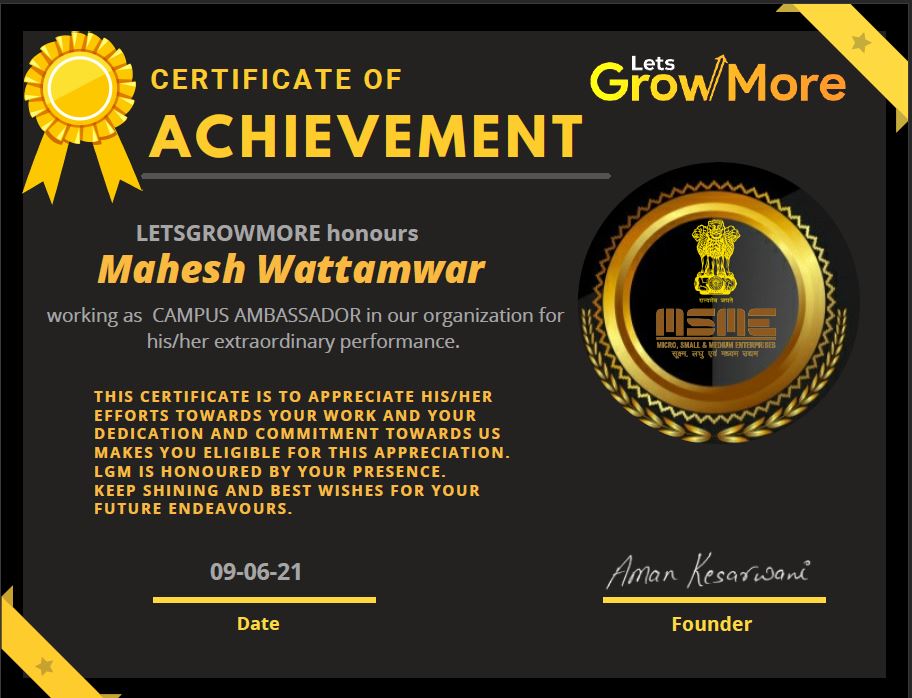 CERTIFICATE OF
ACHIEVEMENT
Lets
GrowMore
LETSGROWMORE honours
Mahesh Wattamwar
working as CAMPUS AMBASSADOR in our organization for
his/her extraordinary performance.
सत्यमेव जयते
MSME
MICRO, SMALL & MEDIUM ENTERPRISES
सूक्ष्म, लघु एवं मध्यम उद्यम
THIS CERTIFICATE IS TO APPRECIATE HIS/HER
EFFORTS TOWARDS YOUR WORK AND YOUR
DEDICATION AND COMMITMENT TOWARDS US
MAKES YOU ELIGIBLE FOR THIS APPRECIATION.
LGM IS HONOURED BY YOUR PRESENCE.
KEEP SHINING AND BEST WISHES FOR YOUR
FUTURE ENDEAVOURS.
09-06-21
Date
Aman Kesarwani
Founder